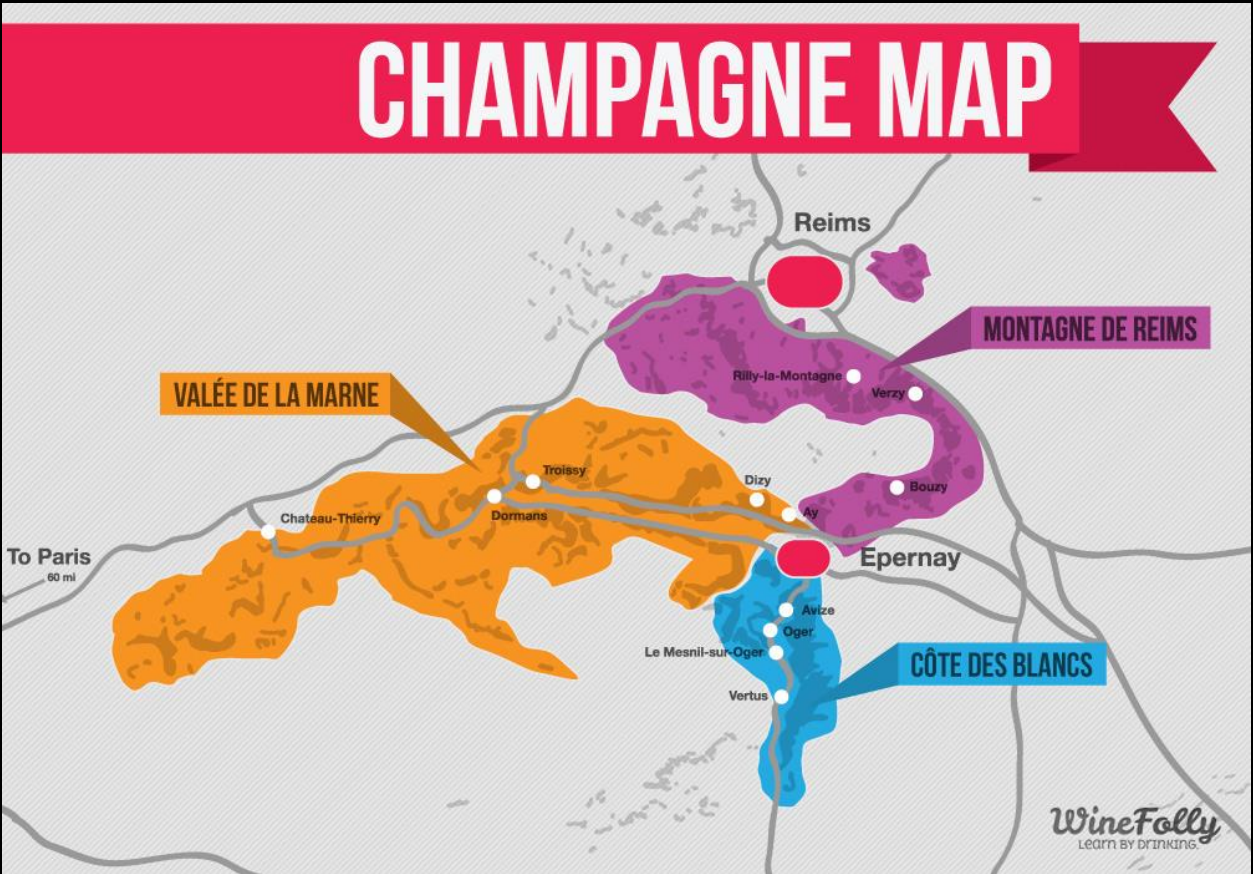 CHAMPAGNE MAP
Reims
MONTAGNE DE REIMS
Rilly-la-Montagne
Verzy
VALÉE DE LA MARNE
Troissy
Dizy
Bouzy
Dormans
Ay
Chateau-Thierry
To Paris
60 mi
Epernay
Avize
Oger
Le Mesnil-sur-Oger
CÔTE DES BLANCS
Vertus
WineFolly
Learn by Drinking.